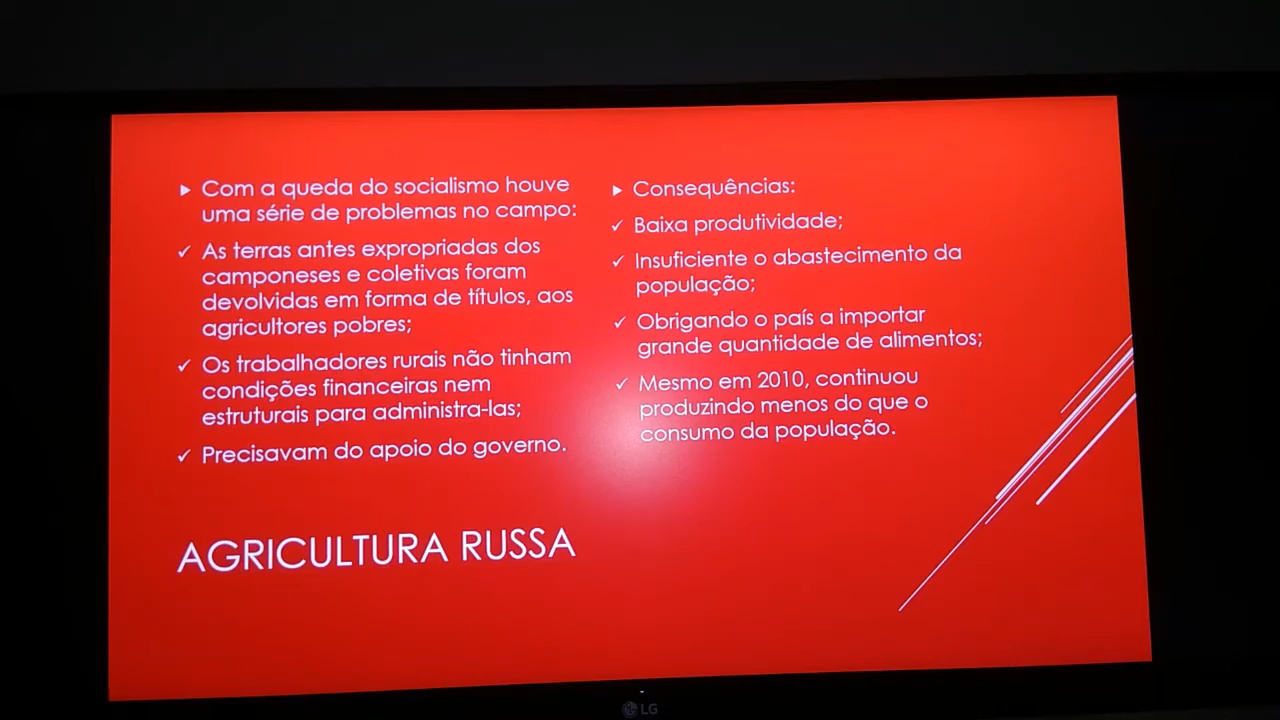 Com a queda do socialismo houve
uma série de problemas no campo:
As terras antes expropriadas dos
camponeses e coletivas foram
devolvidas em forma de títulos, aos
agricultores pobres;
Os trabalhadores rurais não tinham
condições financeiras nem
estruturais para administra-las;
Precisavam do apoio do governo.
Consequências:
Baixa produtividade;
Insuficiente o abastecimento da
população;
Obrigando o país a importar
grande quantidade de alimentos;
Mesmo em 2010, continuou
produzindo menos do que o
consumo da população.
AGRICULTURA RUSSA
LG